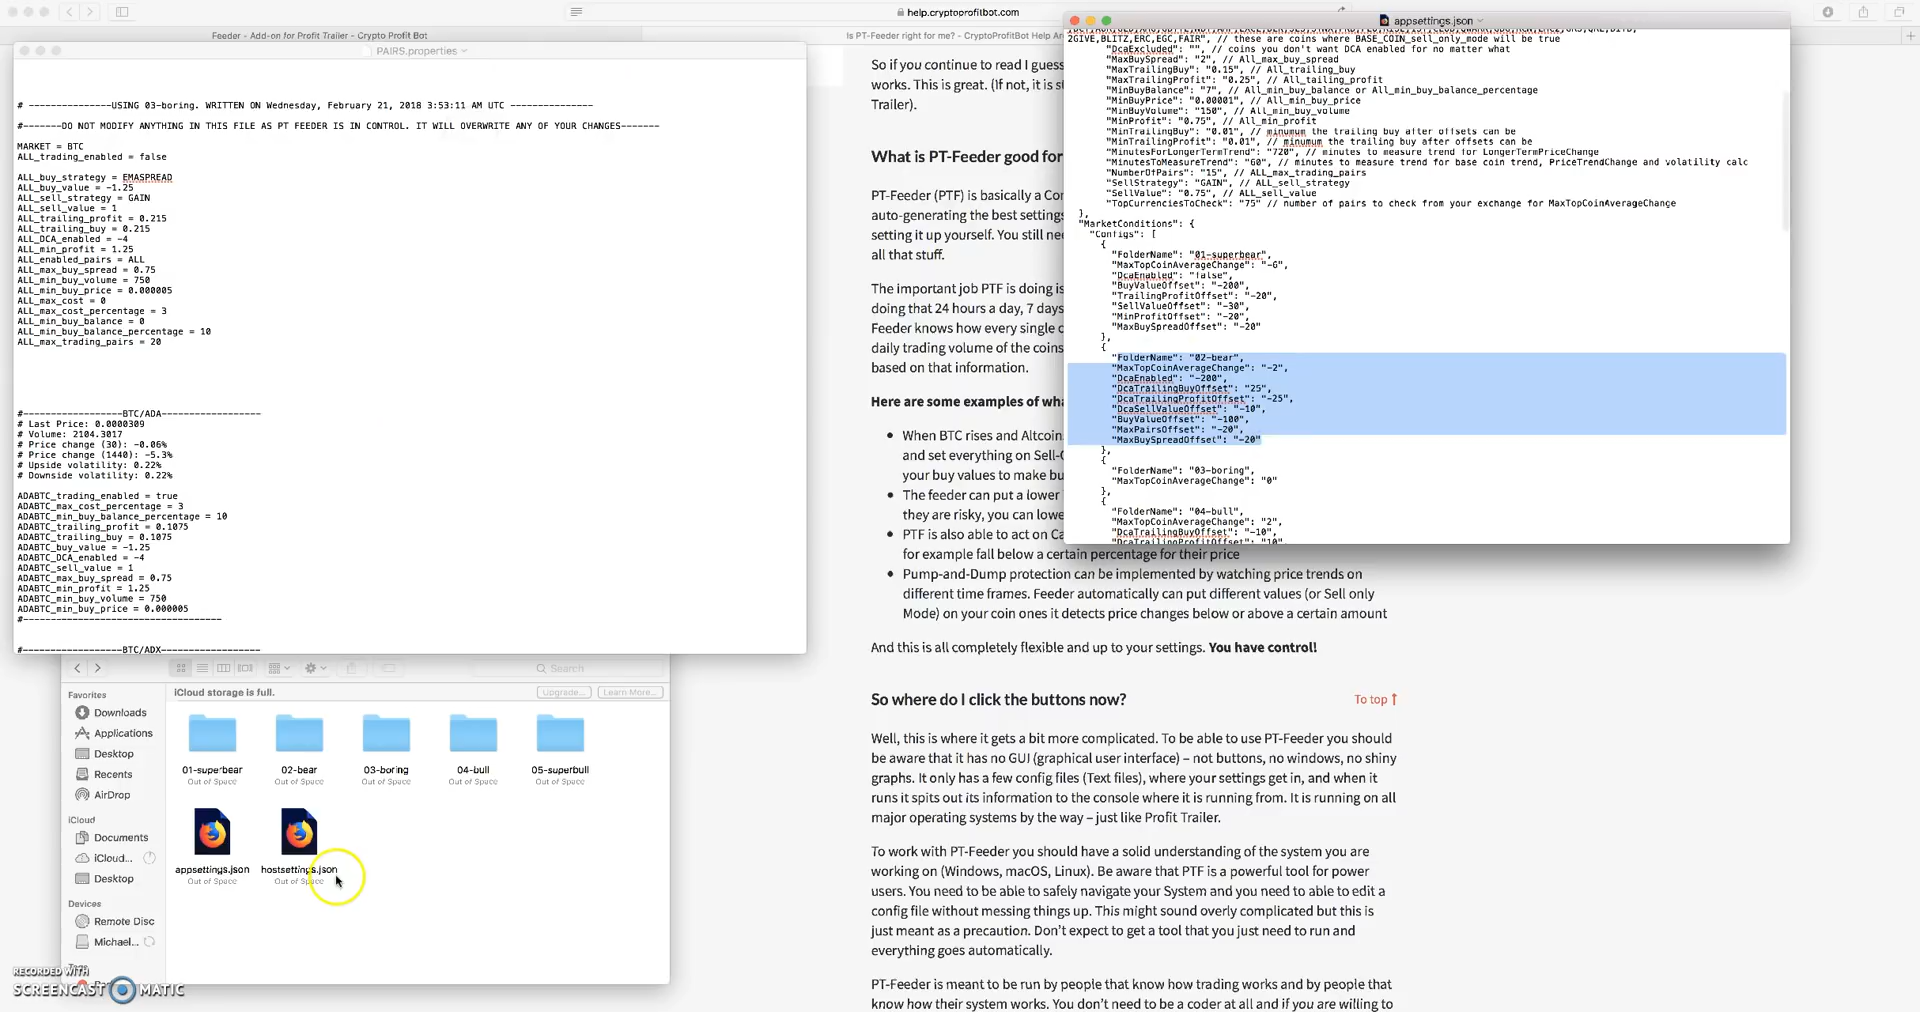 help.cryptoprofitbot.com
Feeder - Add-on for Profit Trailer - Crypto Profit Bot
Is PT-Feeder right for me? - CryptoProfitBot Help Are
PAIRS.properties
# ---------------USING 03-boring. WRITTEN ON Wednesday, February 21, 2018 3:53:11 AM UTC ---------------
#-------DO NOT MODIFY ANYTHING IN THIS FILE AS PT FEEDER IS IN CONTROL. IT WILL OVERWRITE ANY OF YOUR CHANGES-------
MARKET = BTC
ALL_trading_enabled = false
ALL_buy_strategy = EMASPREAD
ALL_buy_value = -1.25
ALL_sell_strategy = GAIN
ALL_sell_value = 1
ALL_trailing_profit = 0.215
ALL_trailing_buy = 0.215
ALL_DCA_enabled = -4
ALL_min_profit = 1.25
ALL_enabled_pairs = ALL
ALL_max_buy_spread = 0.75
ALL_min_buy_volume = 750
ALL_min_buy_price = 0.000005
ALL_max_cost = 0
ALL_max_cost_percentage = 3
ALL_min_buy_balance = 0
ALL_min_buy_balance_percentage = 10
ALL_max_trading_pairs = 20
#------------------BTC/ADA------------------
# Last Price: 0.0000309
# Volume: 2104.3017
# Price change (30): -0.06%
# Price change (1440): -5.3%
# Upside volatility: 0.22%
# Downside volatility: 0.22%
ADABTC_trading_enabled = true
ADABTC_max_cost_percentage = 3
ADABTC_min_buy_balance_percentage = 10
ADABTC_trailing_profit = 0.1075
ADABTC_trailing_buy = 0.1075
ADABTC_buy_value = -1.25
ADABTC_DCA_enabled = -4
ADABTC_sell_value = 1
ADABTC_max_buy_spread = 0.75
ADABTC_min_profit = 1.25
ADABTC_min_buy_volume = 750
ADABTC_min_buy_price = 0.000005
#-------------------------------------
#------------------BTC/ADX------------------
appsettings.json
2GIVE,BLITZ,ERC,EGC,FAIR", // these are coins where BASE_COIN_sell_only_mode will be true
"DcaExcluded": "", // coins you don't want DCA enabled for no matter what
"MaxBuySpread": "2", // All_max_buy_spread
"MaxTrailingBuy": "0.15", // All_trailing_buy
"MaxTrailingProfit": "0.25", // All_tailing_profit
"MinBuyBalance": "7", // All_min_buy_balance or All_min_buy_balance_percentage
"MinBuyPrice": "0.00001", // All_min_buy_price
"MinBuyVolume": "150", // All_min_buy_volume
"MinProfit": "0.75", // All_min_profit
"MinTrailingBuy": "0.01", // minumum the trailing buy after offsets can be
"MinTrailingProfit": "0.01", // minumum the trailing buy after offsets can be
"MinutesForLongerTermTrend": "720", // minutes to measure trend for LongerTermPriceChange
"MinutesToMeasureTrend": "60", // minutes to measure trend for base coin trend, PriceTrendChange and volatility calc
"NumberOfPairs": "15", // ALL_max_trading_pairs
"SellStrategy": "GAIN", // ALL_sell_strategy
"SellValue": "0.75", // ALL_sell_value
"TopCurrenciesToCheck": "75" // number of pairs to check from your exchange for MaxTopCoinAverageChange
},
"MarketConditions": {
"Configs": [
{
"FolderName": "01-superbear",
"MaxTopCoinAverageChange": "-6",
"DcaEnabled": "false",
"BuyValueOffset": "-200",
"TrailingProfitOffset": "-20",
"SellValueOffset": "-30",
"MinProfitOffset": "-20",
"MaxBuySpreadOffset": "-20"
},
{
"FolderName": "02-bear",
"MaxTopCoinAverageChange": "-2",
"DcaEnabled": "-200",
"DcaTrailingBuyOffset": "25",
"DcaTrailingProfitOffset": "-25",
"DcaSellValueOffset": "-10",
"BuyValueOffset": "-100",
"MaxPairsOffset": "-20",
"MaxBuySpreadOffset": "-20"
},
{
"FolderName": "03-boring",
"MaxTopCoinAverageChange": "0"
},
{
"FolderName": "04-bull",
"MaxTopCoinAverageChange": "2",
"DcaTrailingBuyOffset": "-10",
"DcaTrailingProfitOffset": "10",
So if you continue to read I guess
works. This is great. (If not, it is s
Trailer).
What is PT-Feeder good for
PT-Feeder (PTF) is basically a Con
auto-generating the best settings
setting it up yourself. You still nee
all that stuff.
The important job PTF is doing is
doing that 24 hours a day, 7 days
Feeder knows how every single c
daily trading volume of the coins
based on that information.
Here are some examples of wha
• When BTC rises and Altcoin
and set everything on Sell-O
your buy values to make bu
• The feeder can put a lower
they are risky, you can lowe
• PTF is also able to act on Ca
for example fall below a certain percentage for their price
• Pump-and-Dump protection can be implemented by watching price trends on
different time frames. Feeder automatically can put different values (or Sell only
Mode) on your coin ones it detects price changes below or above a certain amount
And this is all completely flexible and up to your settings. You have control!
So where do I click the buttons now?
To top ↑
Well, this is where it gets a bit more complicated. To be able to use PT-Feeder you should
be aware that it has no GUI (graphical user interface) – not buttons, no windows, no shiny
graphs. It only has a few config files (Text files), where your settings get in, and when it
runs it spits out its information to the console where it is running from. It is running on all
major operating systems by the way – just like Profit Trailer.
To work with PT-Feeder you should have a solid understanding of the system you are
working on (Windows, macOS, Linux). Be aware that PTF is a powerful tool for power
users. You need to be able to safely navigate your System and you need to able to edit a
config file without messing things up. This might sound overly complicated but this is
just meant as a precaution. Don't expect to get a tool that you just need to run and
everything goes automatically.
PT-Feeder is meant to be run by people that know how trading works and by people that
know how their system works. You don't need to be a coder at all and if you are willing to
Search
iCloud storage is full.
Upgrade...
Learn More...
Favorites
Downloads
Applications
Desktop
Recents
AirDrop
iCloud
Documents
iCloud...
Desktop
Devices
Remote Disc
Michael...
01-superbear
Out of Space
02-bear
Out of Space
03-boring
Out of Space
04-bull
Out of Space
05-superbull
Out of Space
appsettings.json
Out of Space
hostsettings.json
Out of Space
RECORDED WITH
SCREENCAST MATIC